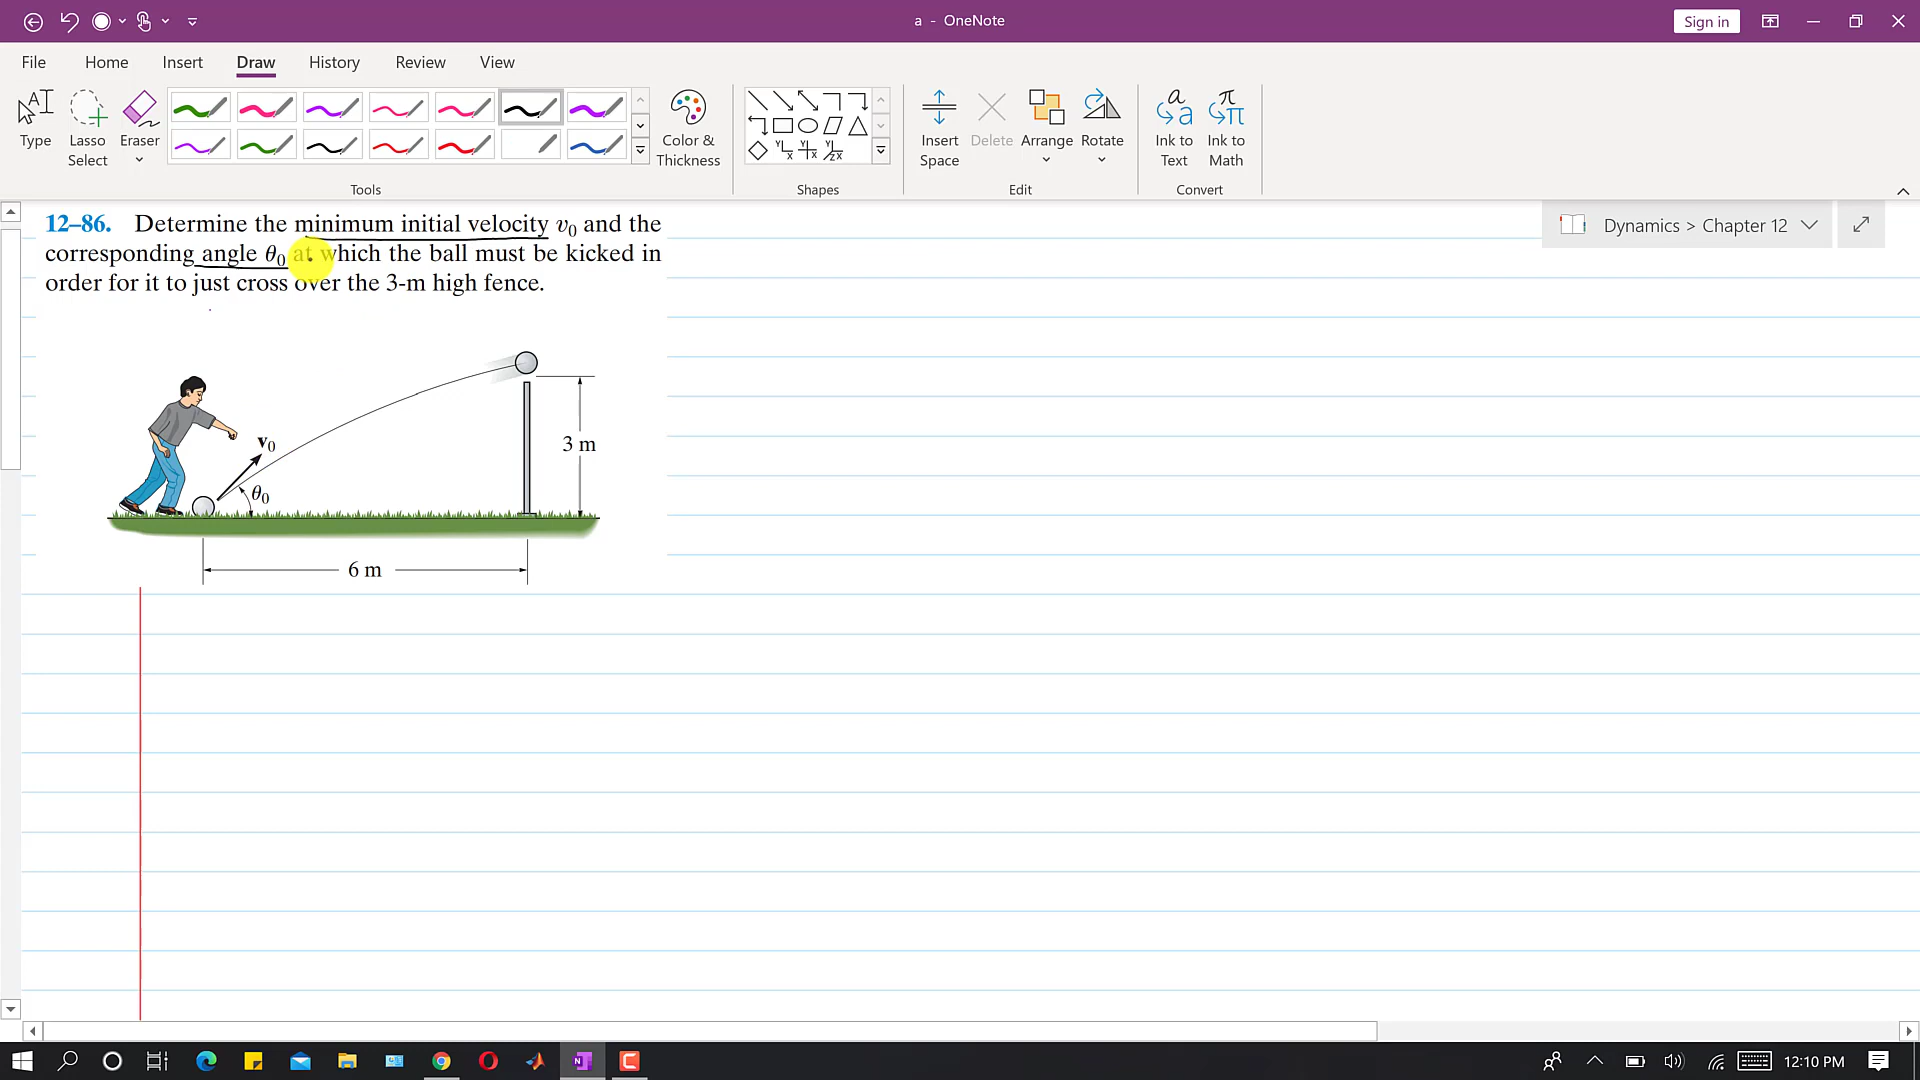 a - OneNote
Sign in
File Home Insert Draw History Review View
Type
Lasso Select
Eraser
Color & Thickness
Insert Space
Delete
Arrange
Rotate
Ink to Text
Ink to Math
Tools
Shapes
Edit
Convert
12–86. Determine the minimum initial velocity v₀ and the
corresponding angle θ₀ at which the ball must be kicked in
order for it to just cross over the 3-m high fence.
Dynamics > Chapter 12
v₀
3 m
θ₀
6 m
12:10 PM